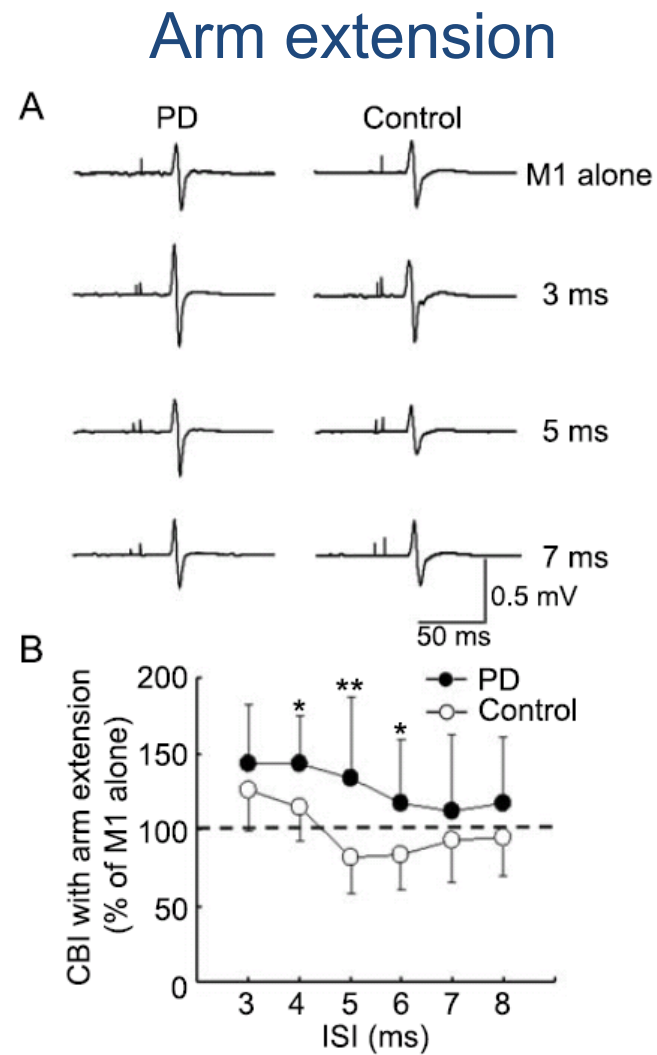 Arm extension
A
PD Control
M1 alone
3 ms
5 ms
7 ms
0.5 mV
50 ms
B
PD
Control
CBI with arm extension
(% of M1 alone)
200
150
100
50
0
* ** *
3 4 5 6 7 8
ISI (ms)